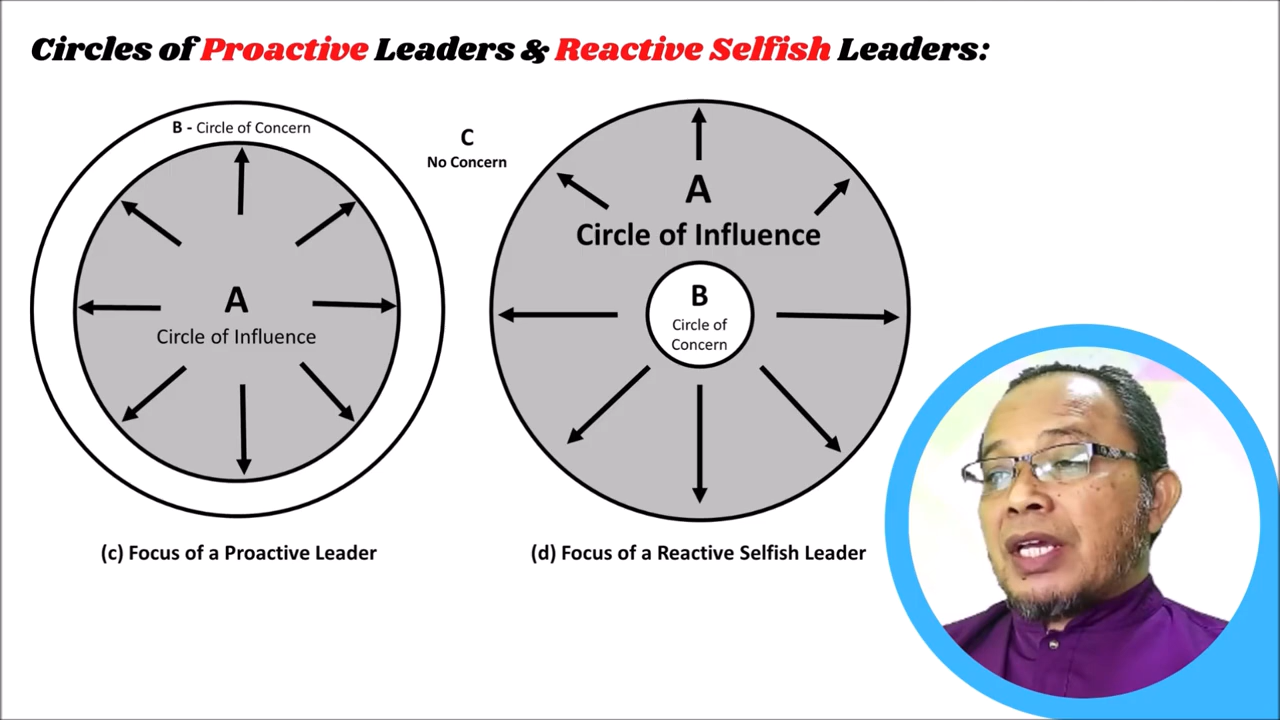 Circles of Proactive Leaders & Reactive Selfish Leaders:
B - Circle of Concern
A
Circle of Influence
(c) Focus of a Proactive Leader
C
No Concern
A
Circle of Influence
B
Circle of
Concern
(d) Focus of a Reactive Selfish Leader